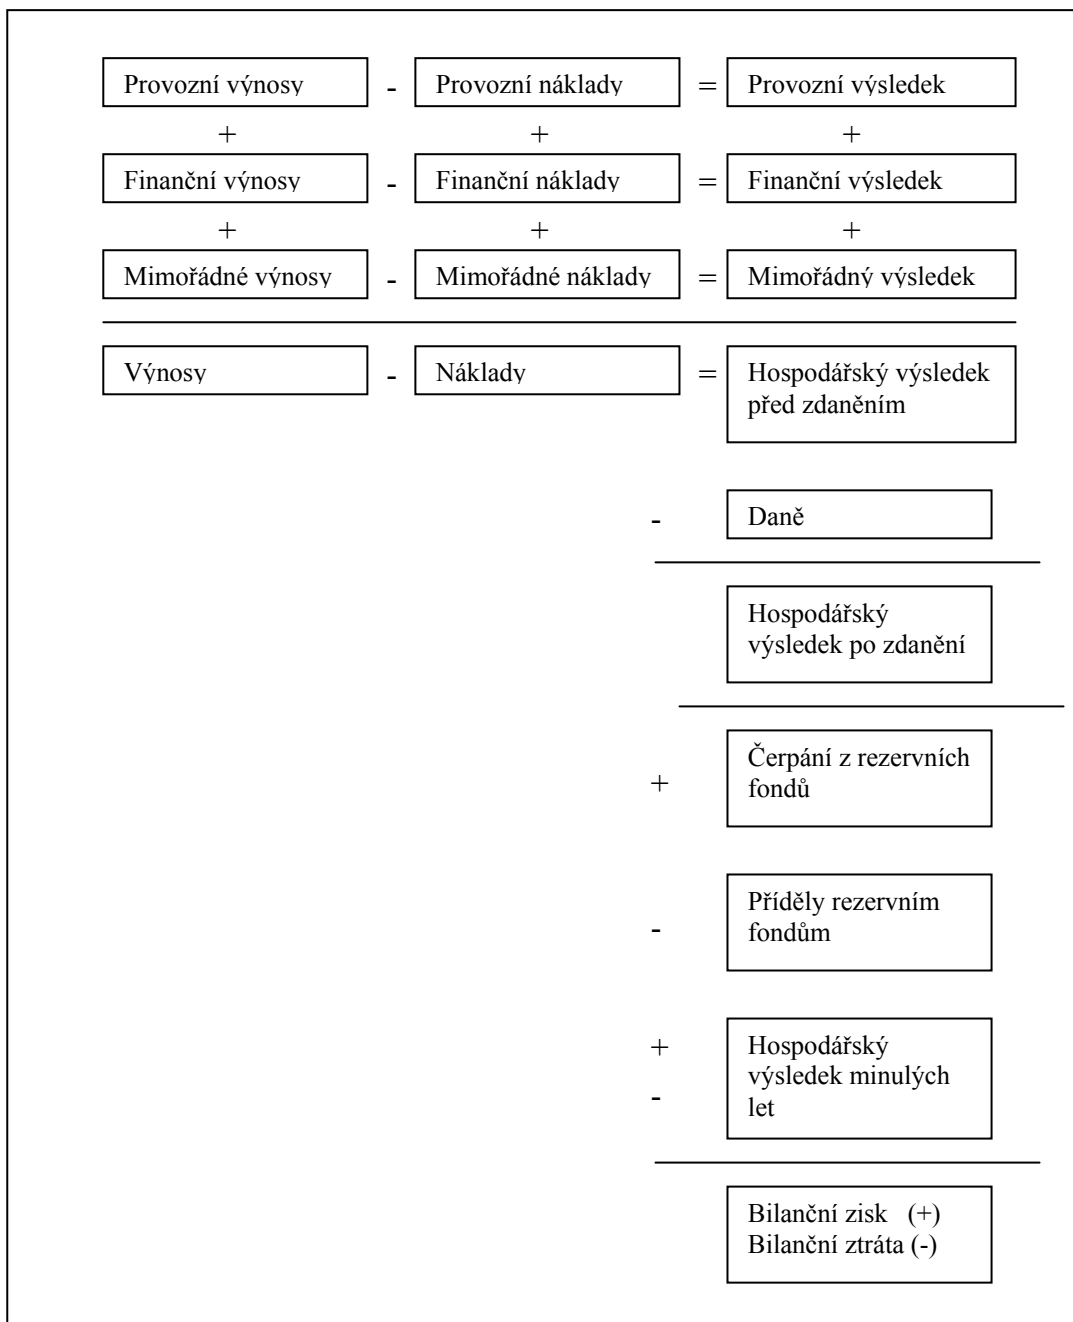 Provozní výnosy - Provozní náklady = Provozní výsledek
+ + +
Finanční výnosy - Finanční náklady = Finanční výsledek
+ + +
Mimořádné výnosy - Mimořádné náklady = Mimořádný výsledek
Výnosy - Náklady = Hospodářský výsledek
před zdaněním
- Daně
Hospodářský
výsledek po zdanění
Čerpání z rezervních
+ fondů
Příděly rezervním
- fondům
+ Hospodářský
výsledek minulých
- let
Bilanční zisk (+)
Bilanční ztráta (-)